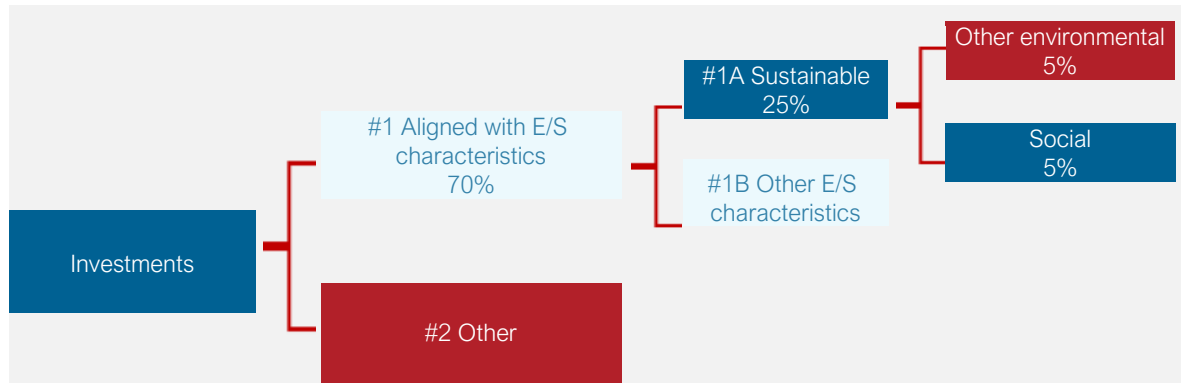 Investments
#1 Aligned with E/S
characteristics
70%
#2 Other
#1A Sustainable
25%
#1B Other E/S
characteristics
Other environmental
5%
Social
5%